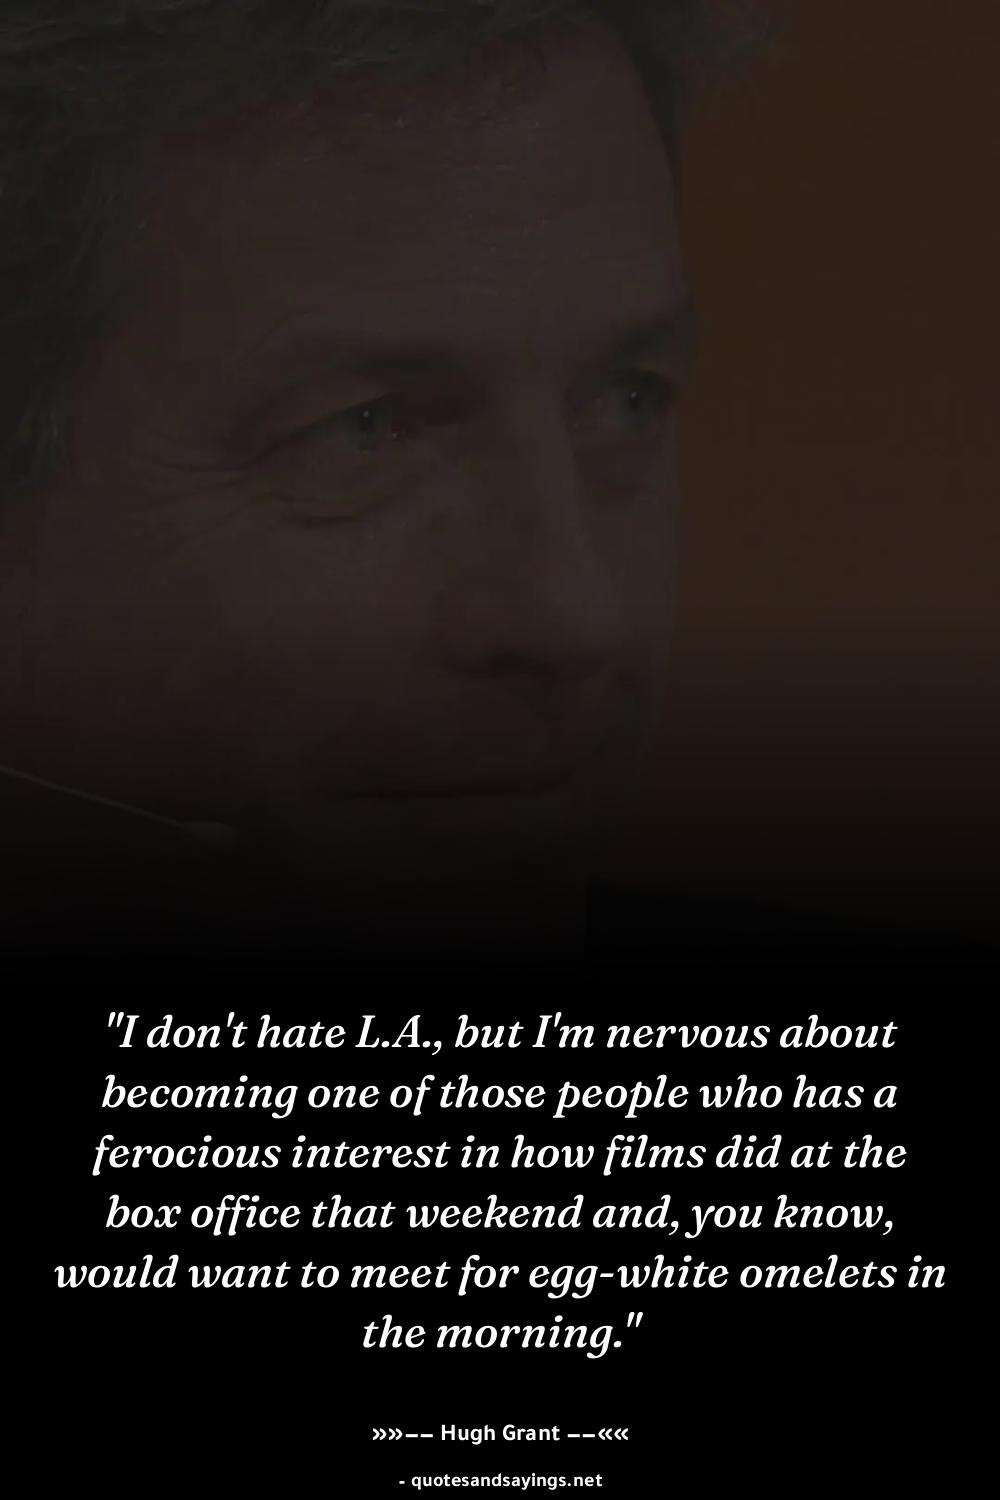 "I don't hate L.A., but I'm nervous about
becoming one of those people who has a
ferocious interest in how films did at the
box office that weekend and, you know,
would want to meet for egg-white omelets in
the morning."
»»–– Hugh Grant ––««
- quotesandsayings.net